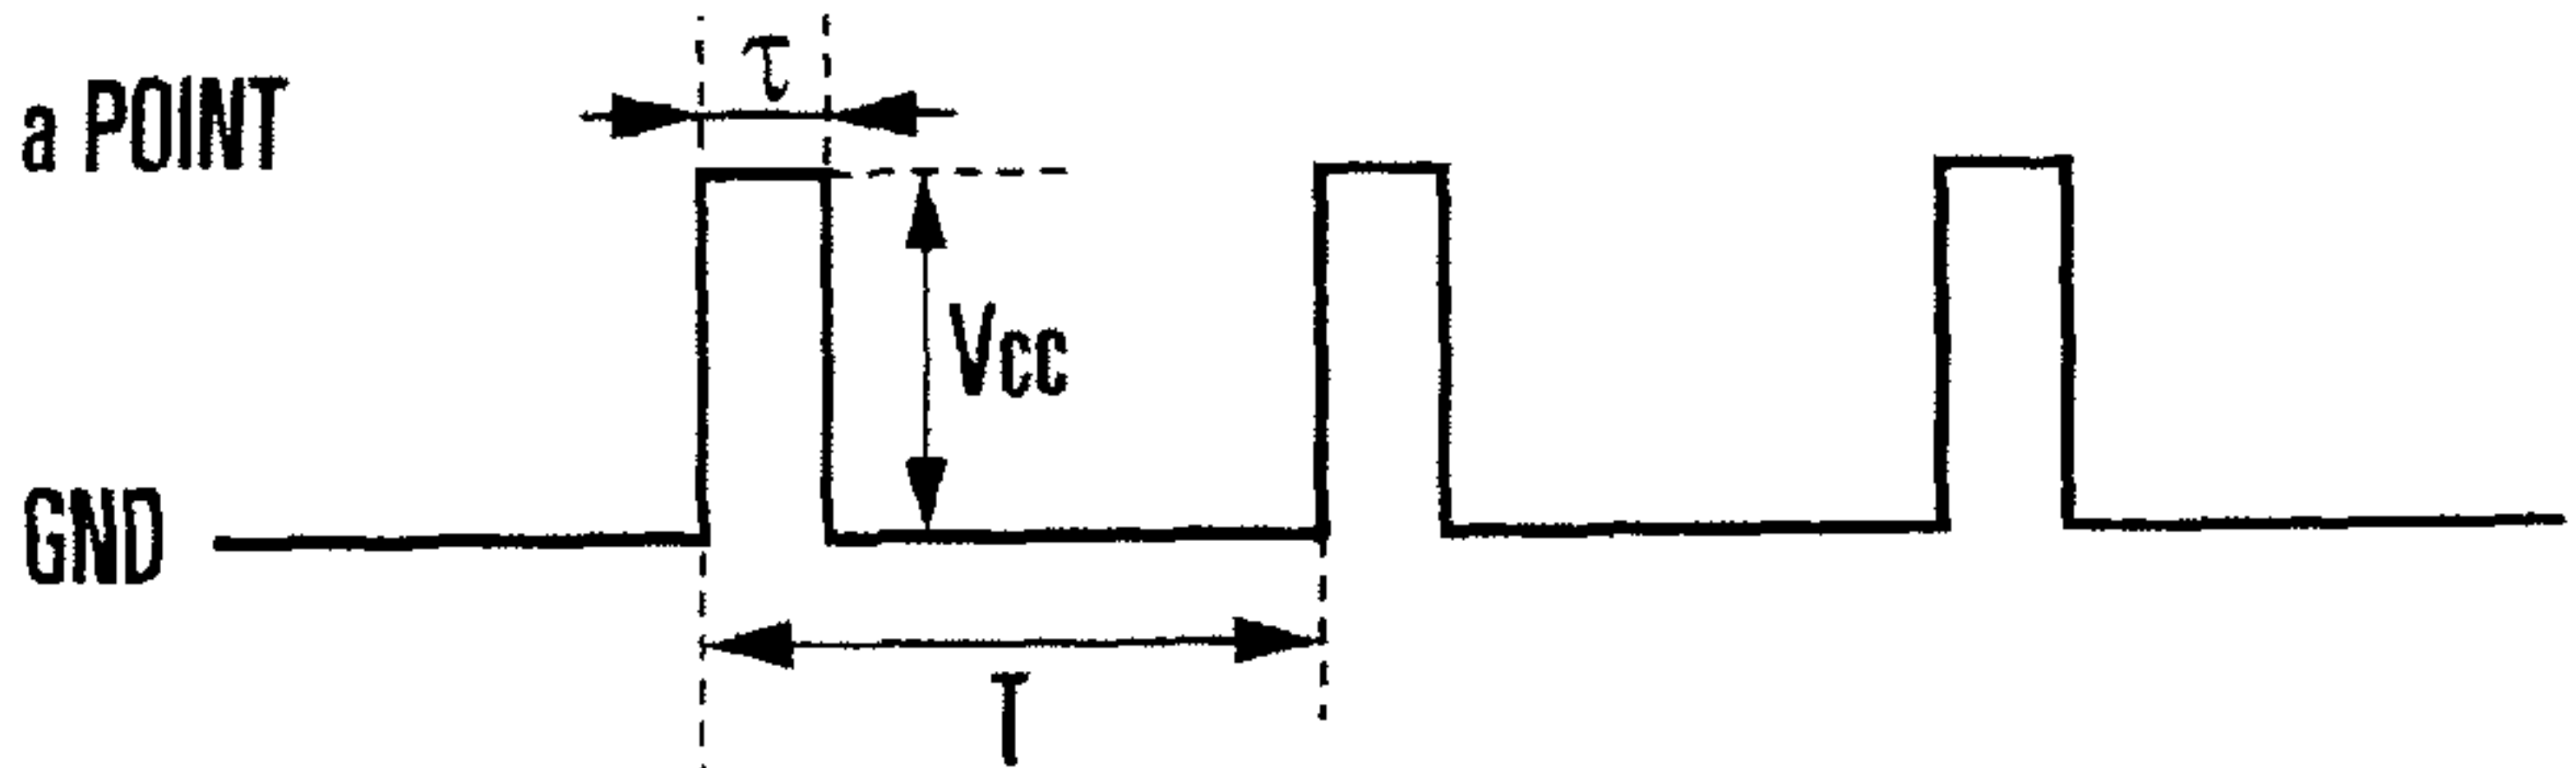 τ
a POINT
Vcc
GND
T